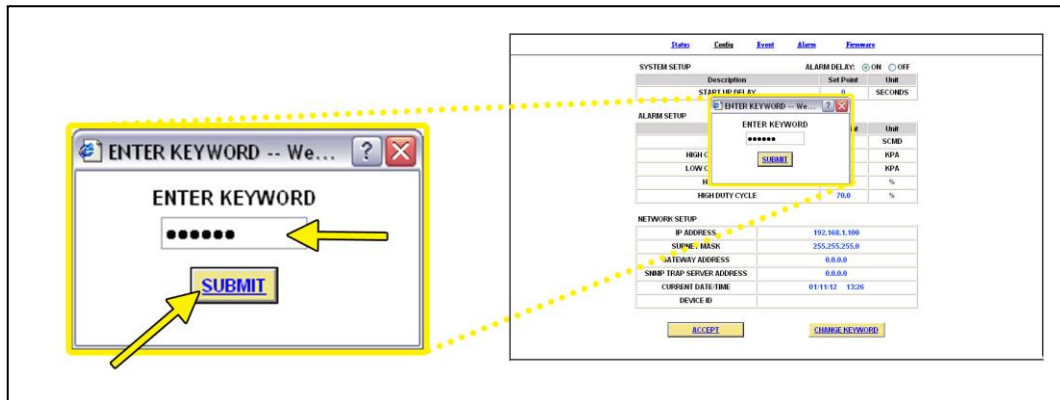 ENTER KEYWORD -- We...
ENTER KEYWORD
SUBMIT
Status Config Event Alarm Firmware
SYSTEM SETUP ALARM DELAY: ON OFF
Description Set Point Unit
START UP DELAY 0 SECONDS
ENTER KEYWORD -- We...
ALARM SETUP
ENTER KEYWORD
Unit
SCMD
SUBMIT
KPA
KPA
%
HIGH DUTY CYCLE 70.0 %
NETWORK SETUP
IP ADDRESS 192.168.1.100
SUBNET MASK 255.255.255.0
GATEWAY ADDRESS 0.0.0.0
SNMP TRAP SERVER ADDRESS 0.0.0.0
CURRENT DATE/TIME 01/11/12 13:26
DEVICE ID
ACCEPT CHANGE KEYWORD